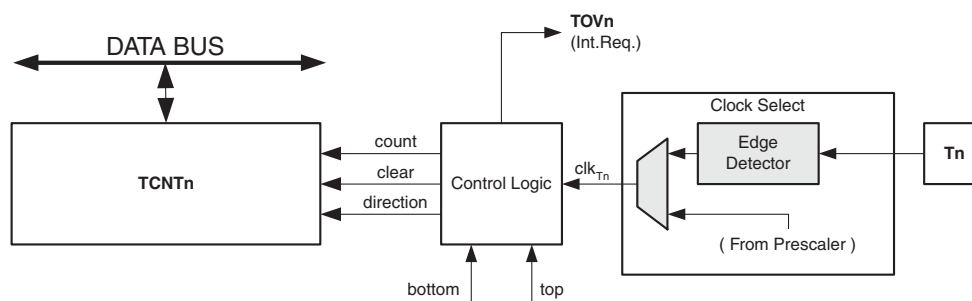 TOVn
(Int.Req.)
DATA BUS
Clock Select
TCNTn
count
clear
direction
Control Logic
clkTn
Edge
Detector
Tn
( From Prescaler )
bottom
top